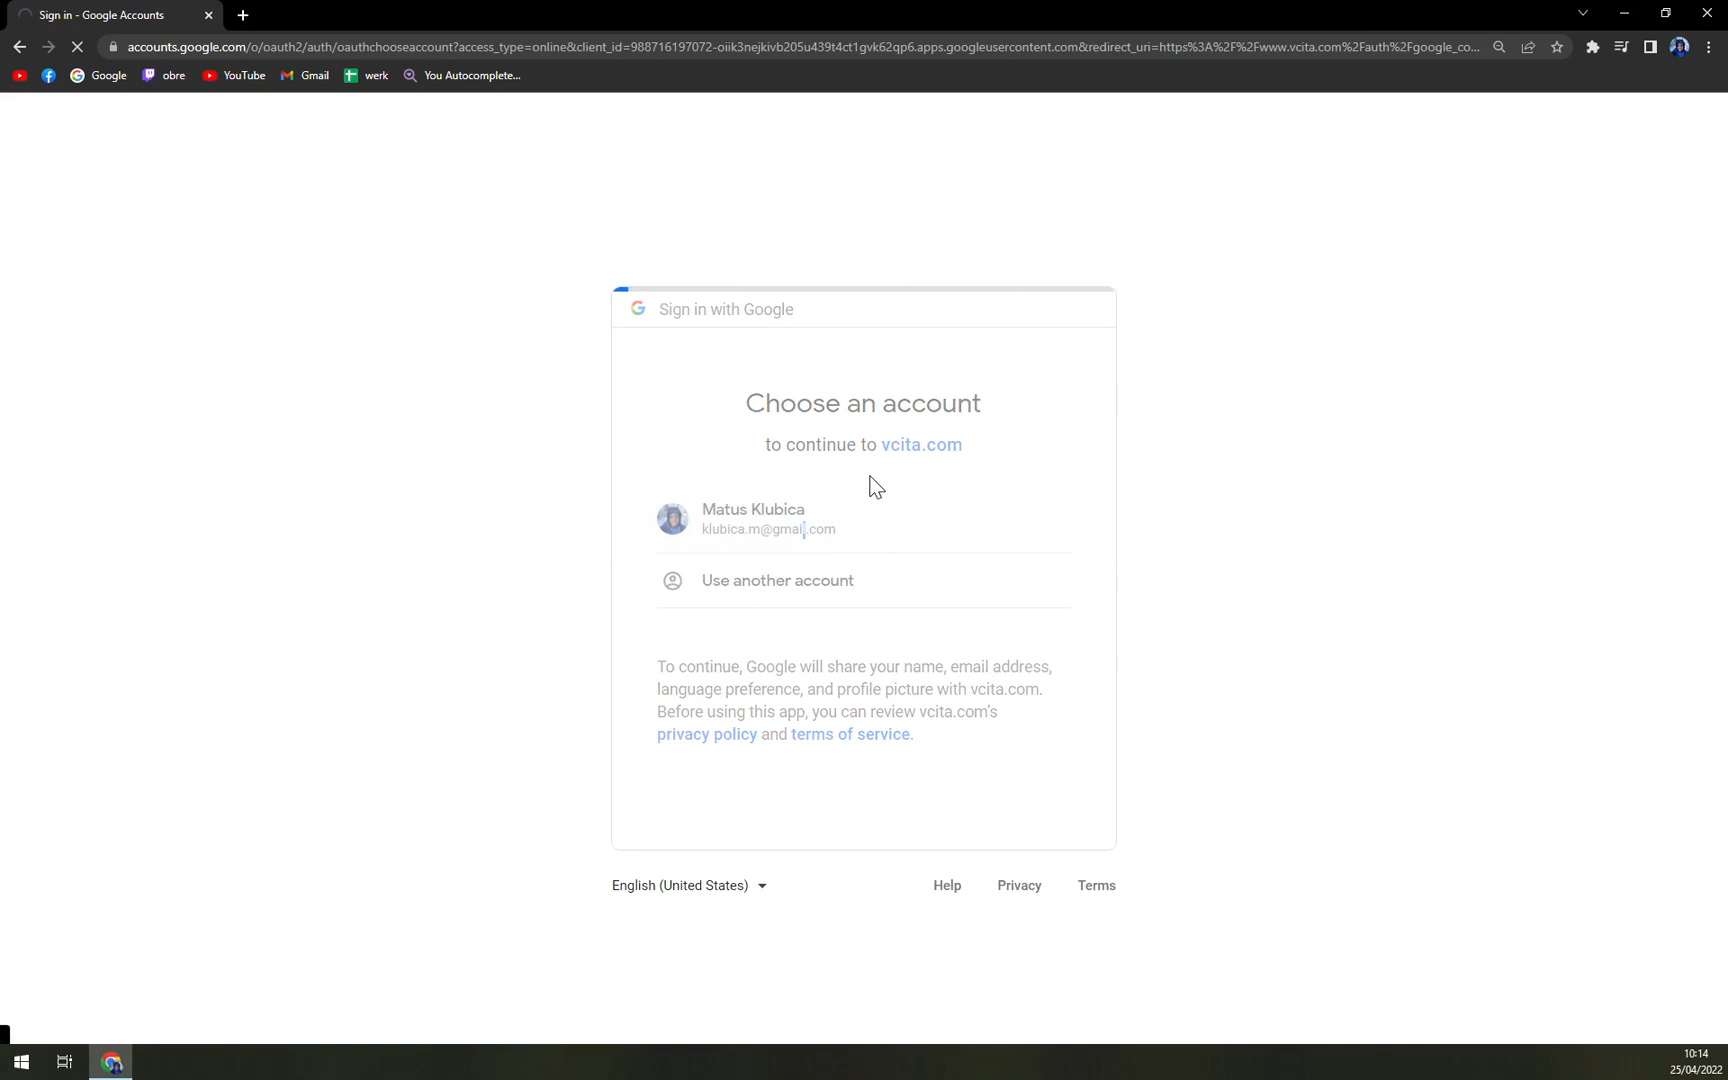 Sign in - Google Accounts
accounts.google.com/o/oauth2/auth/oauthchooseaccount?access_type=online&client_id=988716197072-oiik3nejkivb205u439t4ct1gvk62qp6.apps.googleusercontent.com&redirect_uri=https%3A%2F%2Fwww.vcita.com%2Fauth%2Fgoogle_co...
Google obre YouTube Gmail werk You Autocomplete...
Sign in with Google
Choose an account
to continue to vcita.com
Matus Klubica
klubica.m@gmail.com
Use another account
To continue, Google will share your name, email address,
language preference, and profile picture with vcita.com.
Before using this app, you can review vcita.com's
privacy policy and terms of service.
English (United States) Help Privacy Terms
10:14
25/04/2022